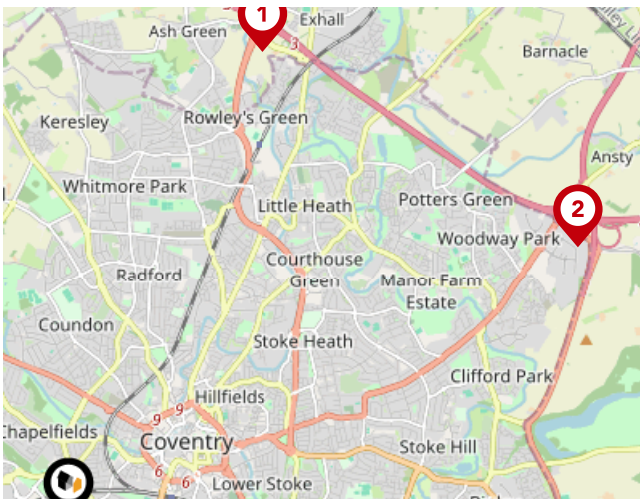 1
Exhall
Ash Green
3
Barnacle
Keresley
Rowley's Green
Ansty
Whitmore Park
Potters Green
Little Heath
2
Woodway Park
Courthouse
Green
Radford
Manor Farm
Estate
Coundon
Stoke Heath
Clifford Park
Hillfields
9
9
Chapelfields
Coventry
Stoke Hill
6
6
Lower Stoke